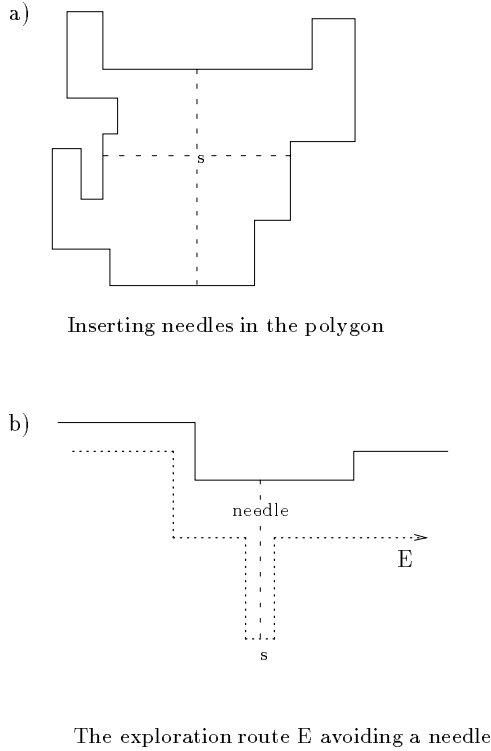 a)
s
Inserting needles in the polygon
b)
needle
E
s
The exploration route E avoiding a needle